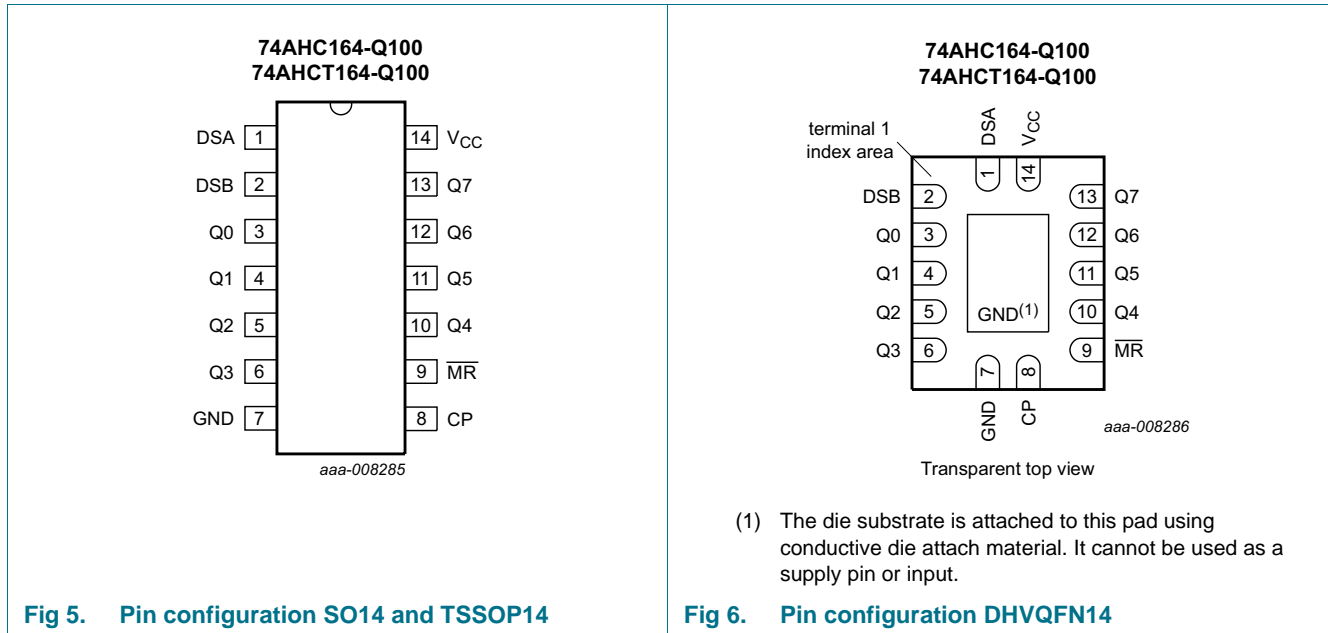 74AHC164-Q100
74AHCT164-Q100
DSA 1
14 VCC
DSB 2
13 Q7
Q0 3
12 Q6
Q1 4
11 Q5
Q2 5
10 Q4
Q3 6
9 MR
GND 7
8 CP
aaa-008285
Fig 5. Pin configuration SO14 and TSSOP14
74AHC164-Q100
74AHCT164-Q100
terminal 1
index area
DSA
VCC
1
14
DSB 2
13 Q7
Q0 3
12 Q6
Q1 4
11 Q5
Q2 5
10 Q4
GND(1)
Q3 6
9 MR
7
8
GND
CP
aaa-008286
Transparent top view
(1) The die substrate is attached to this pad using
conductive die attach material. It cannot be used as a
supply pin or input.
Fig 6. Pin configuration DHVQFN14